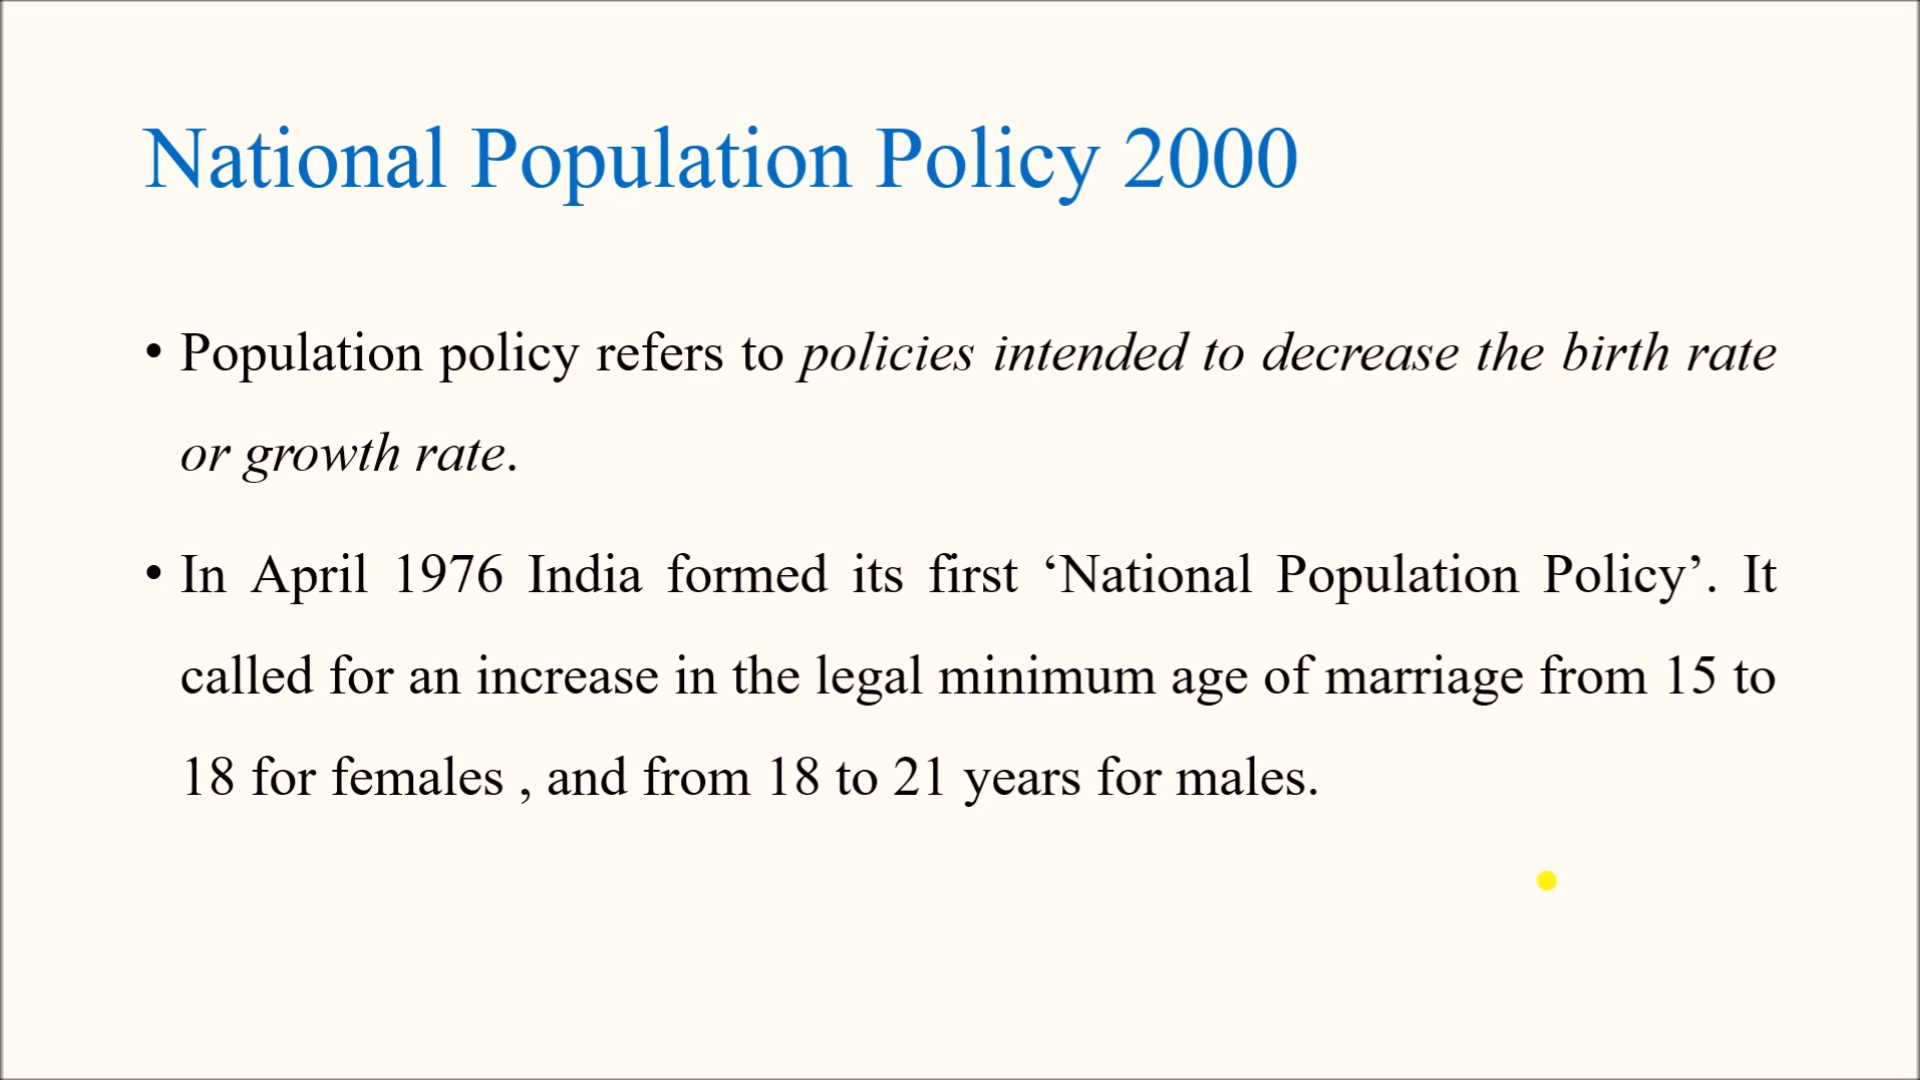 National Population Policy 2000
• Population policy refers to policies intended to decrease the birth rate
or growth rate.
• In April 1976 India formed its first ‘National Population Policy’. It
called for an increase in the legal minimum age of marriage from 15 to
18 for females , and from 18 to 21 years for males.